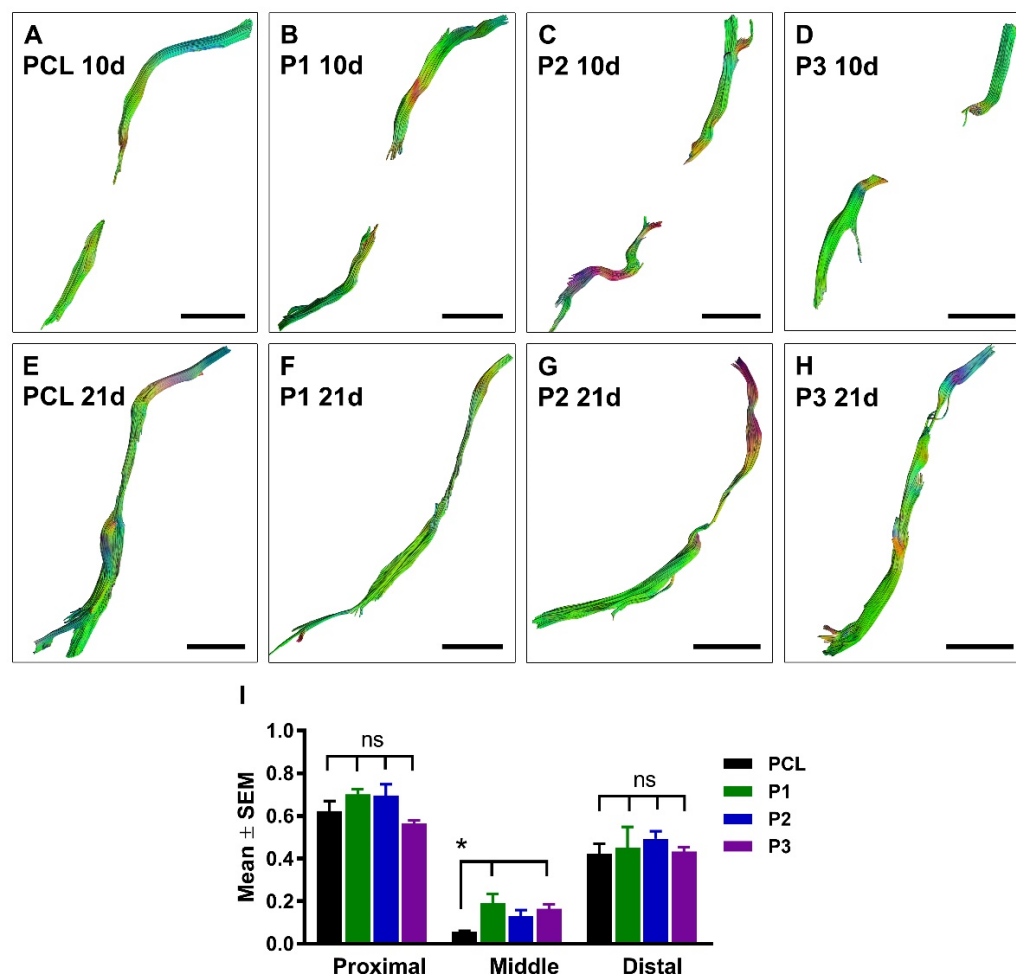 A
PCL 10d
B
P1 10d
C
P2 10d
D
P3 10d
E
PCL 21d
F
P1 21d
G
P2 21d
H
P3 21d
I
Mean ± SEM
1.0
0.8
0.6
0.4
0.2
0.0
ns
*
ns
Proximal
Middle
Distal
PCL
P1
P2
P3